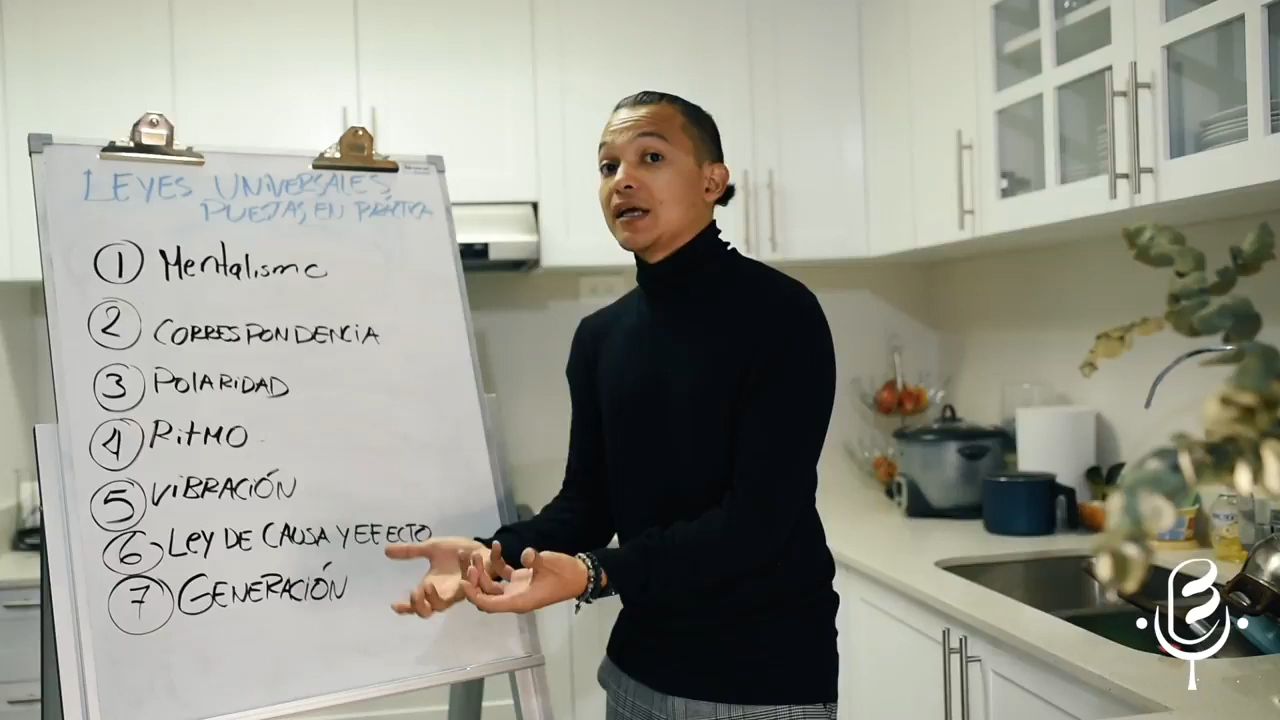 LEYES UNIVERSALES
PUESTAS EN PRÁCTICA
1 Mentalismo
2 CORRESPONDENCIA
3 POLARIDAD
4 RITMO
5 VIBRACIÓN
6 Ley DE CAUSA Y EFECTO
7 GENERACIÓN